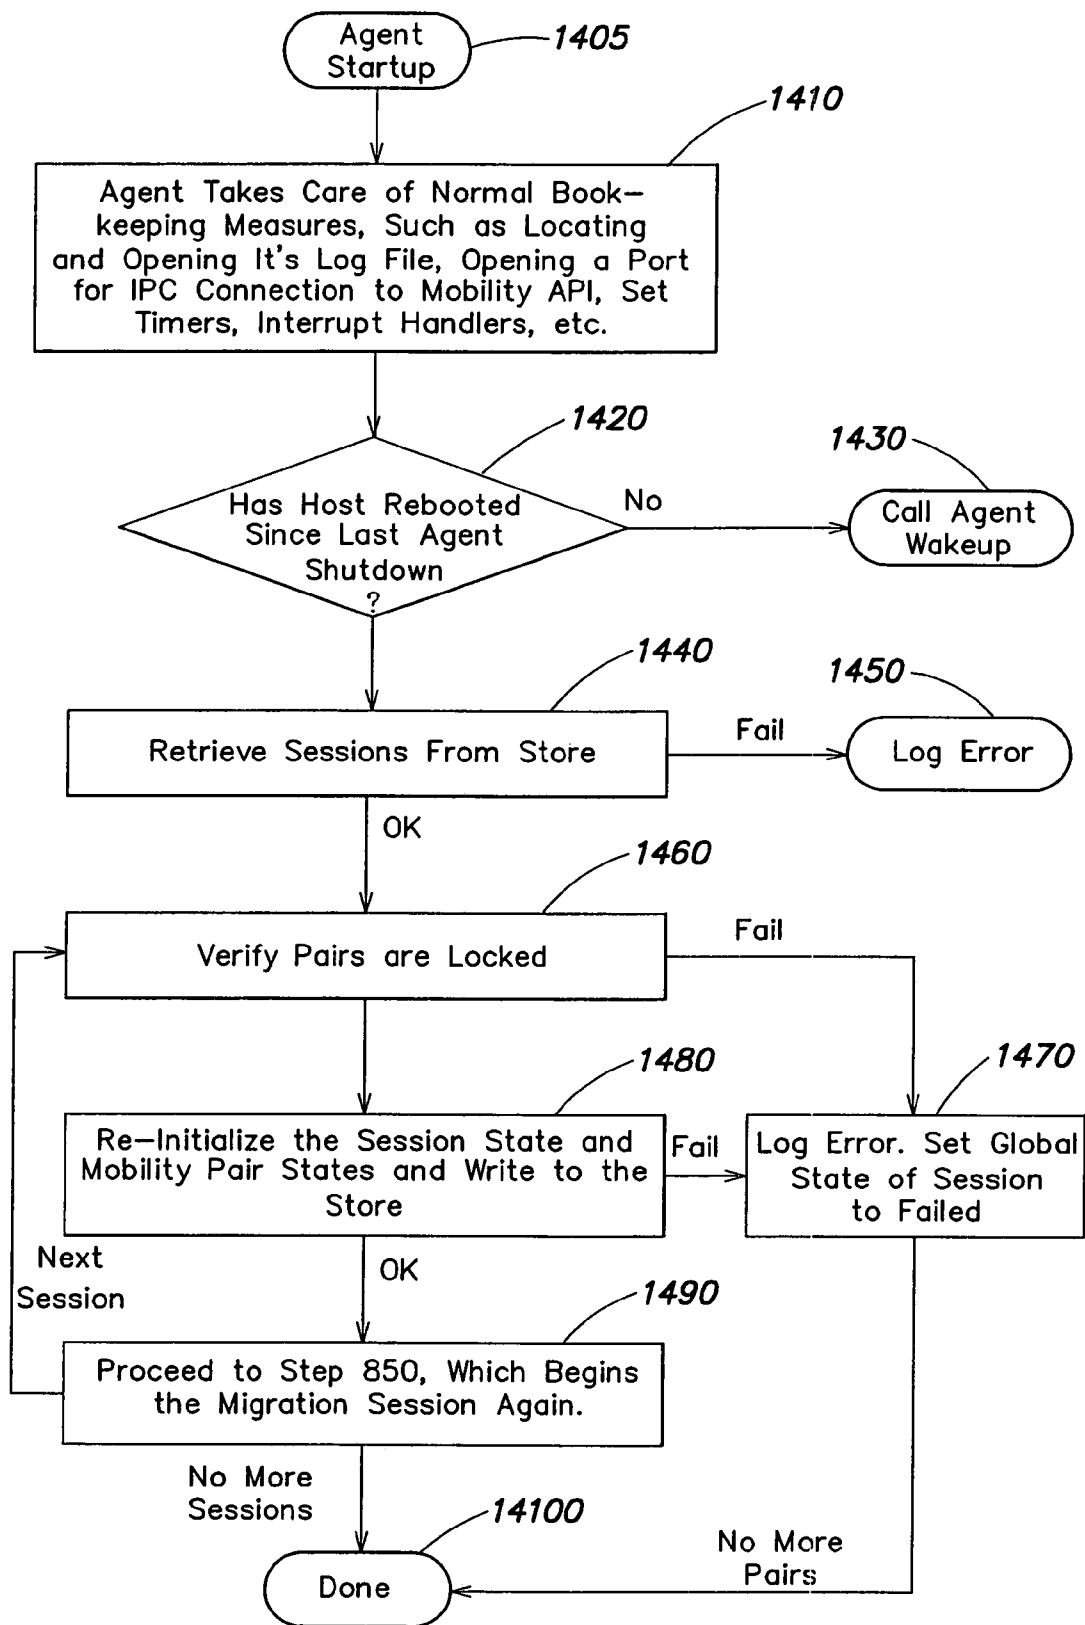 Agent
Startup
1405
1410
Agent Takes Care of Normal Book-
keeping Measures, Such as Locating
and Opening It's Log File, Opening a Port
for IPC Connection to Mobility API, Set
Timers, Interrupt Handlers, etc.
1420
1430
Has Host Rebooted
Since Last Agent
Shutdown
?
No
Call Agent
Wakeup
1440
1450
Retrieve Sessions From Store
Fail
Log Error
OK
1460
Verify Pairs are Locked
Fail
1480
1470
Re-Initialize the Session State and
Mobility Pair States and Write to the
Store
Fail
Log Error. Set Global
State of Session
to Failed
Next
Session
OK
1490
Proceed to Step 850, Which Begins
the Migration Session Again.
No More
Sessions
14100
No More
Pairs
Done